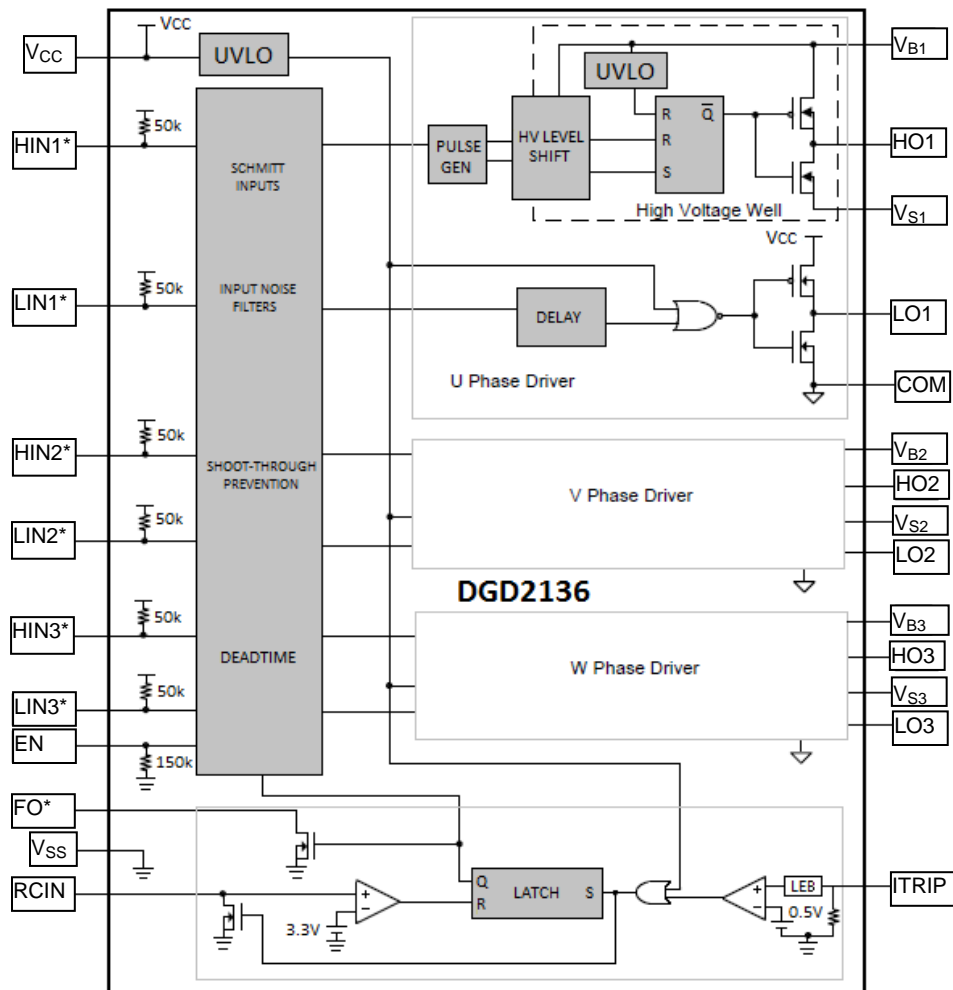 VCC
VCC
UVLO
VB1
UVLO
50k
HIN1*
SCHMITT
INPUTS
PULSE
GEN
HV LEVEL
SHIFT
R
R
S
Q̅
HO1
High Voltage Well
VS1
VCC
50k
LIN1*
INPUT NOISE
FILTERS
DELAY
LO1
U Phase Driver
COM
50k
HIN2*
SHOOT-THROUGH
PREVENTION
V Phase Driver
VB2
HO2
50k
LIN2*
VS2
LO2
DGD2136
50k
HIN3*
DEADTIME
W Phase Driver
VB3
HO3
50k
LIN3*
VS3
LO3
EN
150k
FO*
VSS
RCIN
+
−
3.3V
Q
R
LATCH
S
+
−
LEB
0.5V
ITRIP